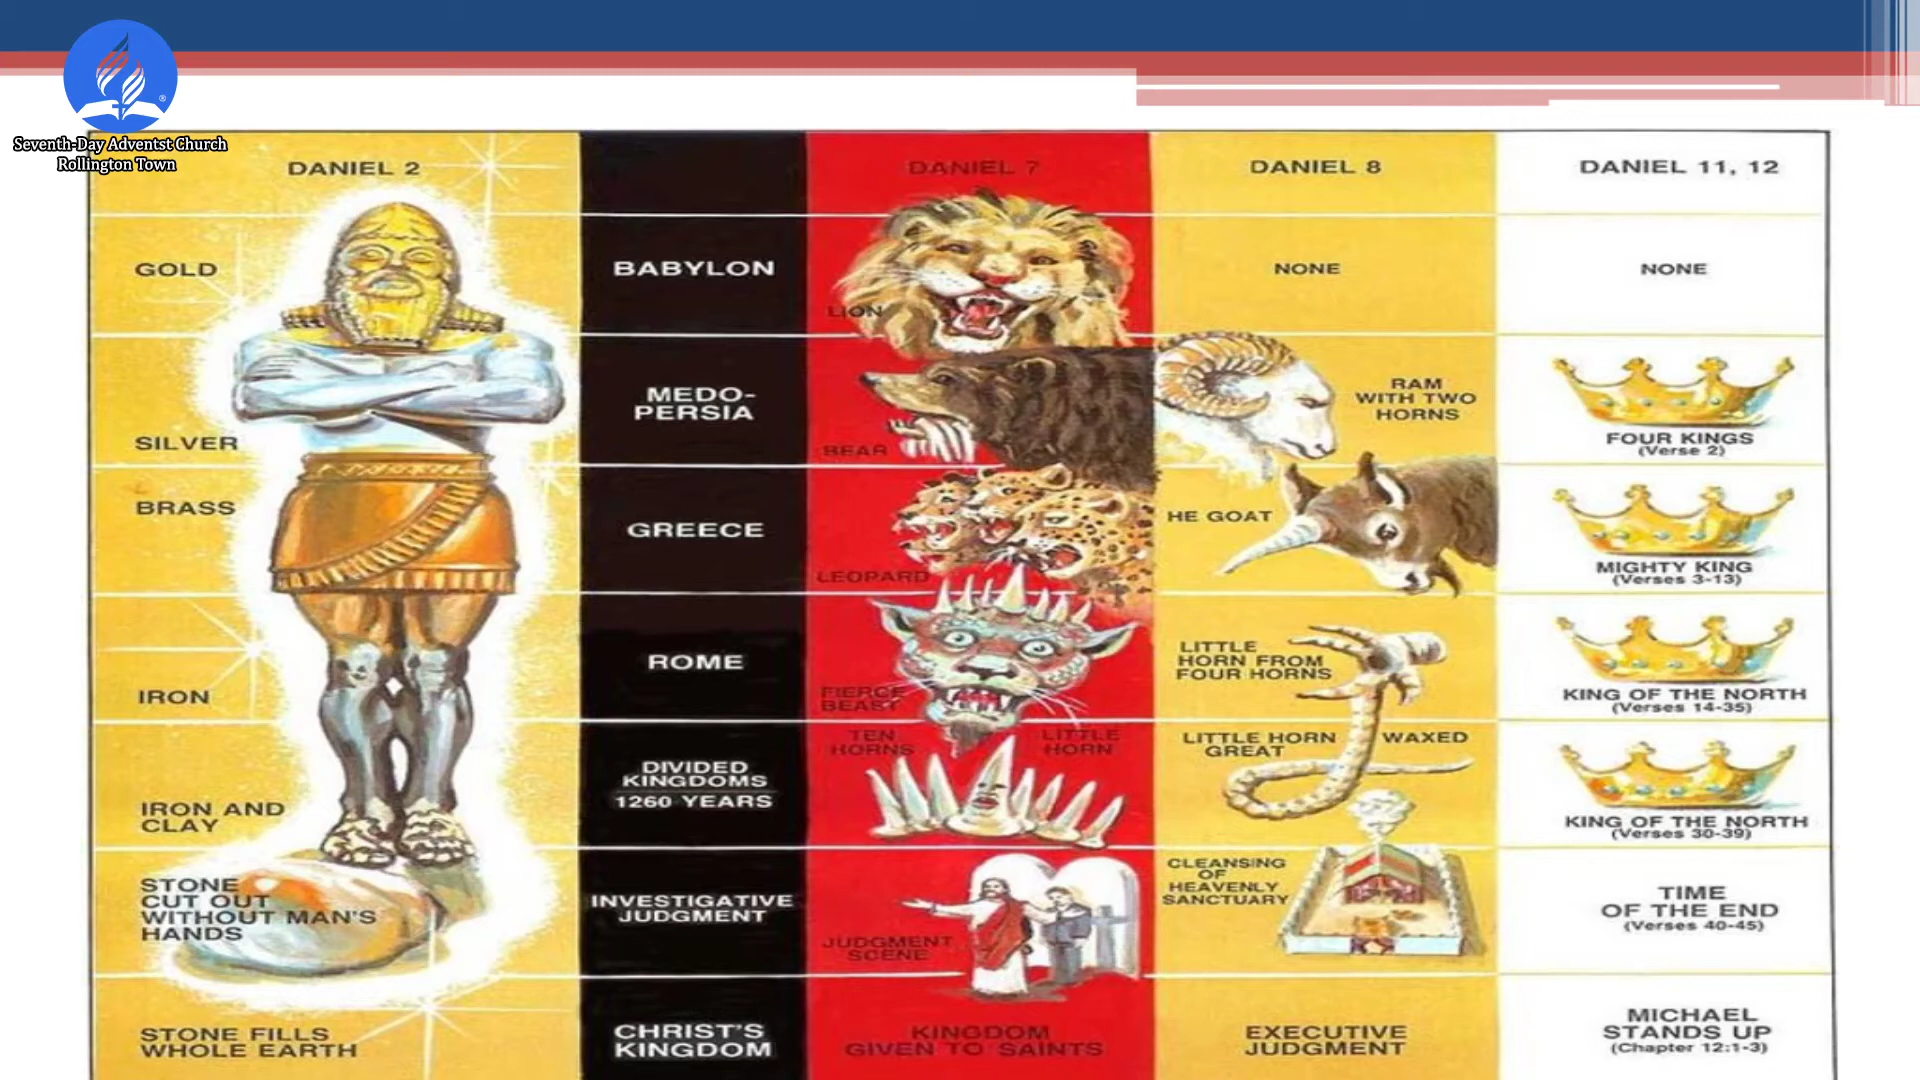 Seventh-Day Adventst Church
Rollington Town
DANIEL 2
DANIEL 7
DANIEL 8
DANIEL 11, 12
GOLD
BABYLON
LION
NONE
NONE
SILVER
MEDO-
PERSIA
BEAR
RAM
WITH TWO
HORNS
FOUR KINGS
(Verse 2)
BRASS
GREECE
LEOPARD
HE GOAT
MIGHTY KING
(Verses 3-13)
IRON
ROME
FIERCE
BEAST
LITTLE
HORN FROM
FOUR HORNS
KING OF THE NORTH
(Verses 14-35)
IRON AND
CLAY
DIVIDED
KINGDOMS
1260 YEARS
TEN
HORNS
LITTLE
HORN
LITTLE HORN WAXED
GREAT
KING OF THE NORTH
(Verses 30-39)
STONE
CUT OUT
WITHOUT MAN'S
HANDS
INVESTIGATIVE
JUDGMENT
JUDGMENT
SCENE
CLEANSING
OF
HEAVENLY
SANCTUARY
TIME
OF THE END
(Verses 40-45)
STONE FILLS
WHOLE EARTH
CHRIST'S
KINGDOM
KINGDOM
GIVEN TO SAINTS
EXECUTIVE
JUDGMENT
MICHAEL
STANDS UP
(Chapter 12:1-3)